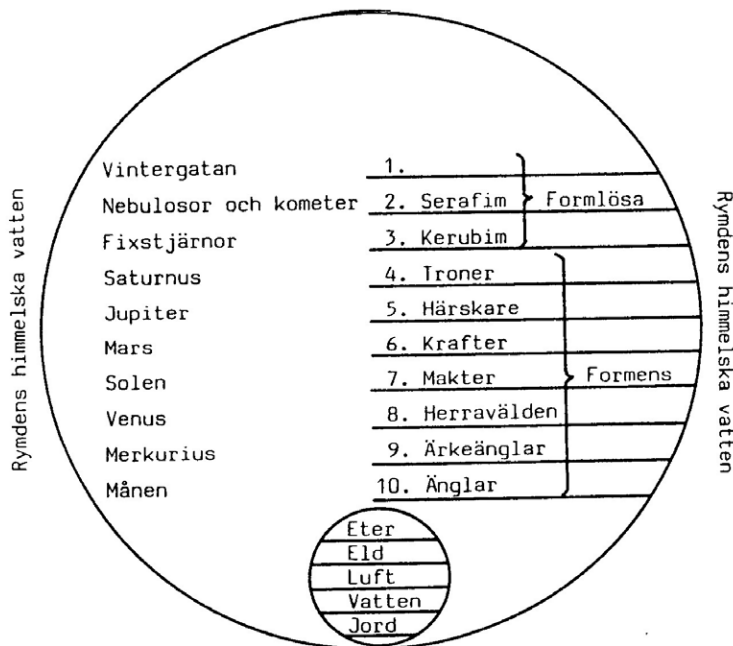 Rymdens himmelska vatten
Vintergatan 1.
Nebulosor och kometer 2. Serafim Formlösa
Fixstjärnor 3. Kerubim
Saturnus 4. Troner
Jupiter 5. Härskare
Mars 6. Krafter
Solen 7. Makter Formens
Venus 8. Herravälden
Merkurius 9. Ärkeänglar
Månen 10. Änglar
Rymdens himmelska vatten
Eter
Eld
Luft
Vatten
Jord